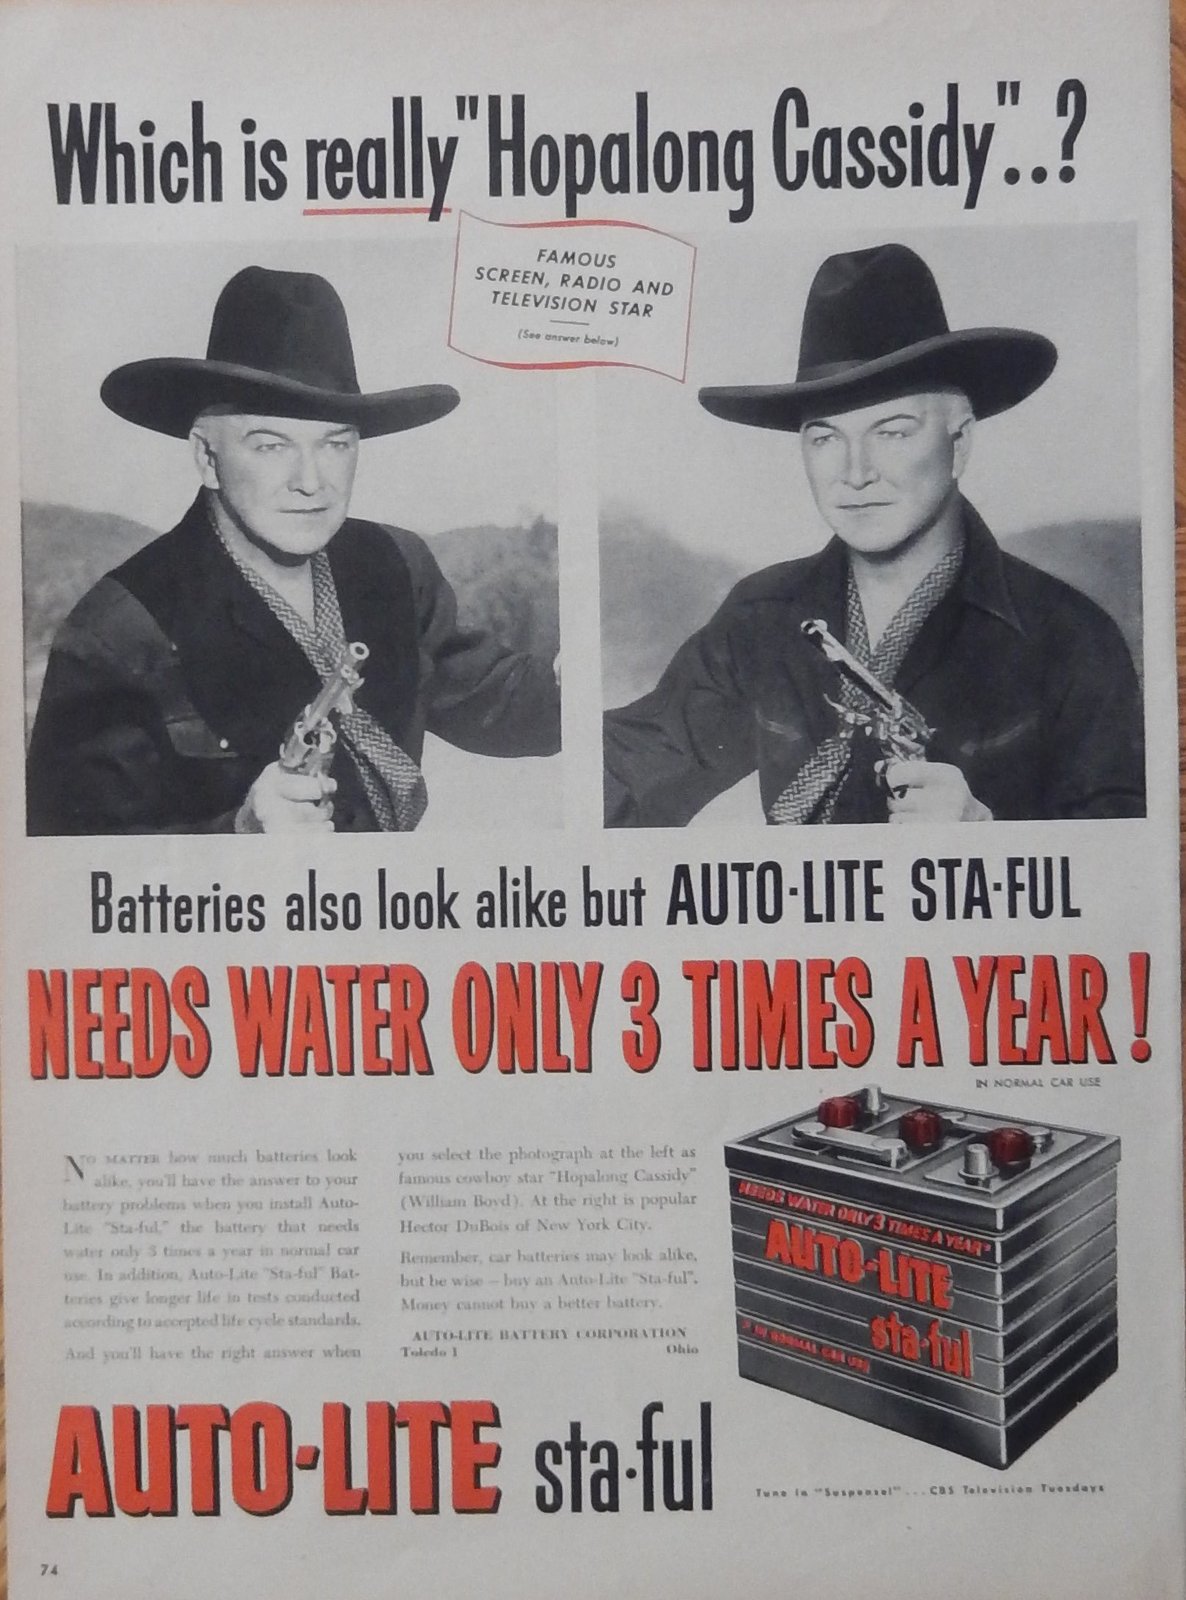 Which is really "Hopalong Cassidy"..?
FAMOUS
SCREEN, RADIO AND
TELEVISION STAR
(See answer below)
Batteries also look alike but AUTO·LITE STA·FUL
NEEDS WATER ONLY 3 TIMES A YEAR!
IN NORMAL CAR USE
NO MATTER how much batteries look
alike, you'll have the answer to your
battery problems when you install Auto-
Lite "Sta-ful," the battery that needs
water only 3 times a year in normal car
use. In addition, Auto-Lite "Sta-ful" Bat-
teries give longer life in tests conducted
according to accepted life cycle standards.
And you'll have the right answer when
you select the photograph at the left as
famous cowboy star "Hopalong Cassidy"
(William Boyd). At the right is popular
Hector DuBois of New York City.
Remember, car batteries may look alike,
but be wise — buy an Auto-Lite "Sta-ful".
Money cannot buy a better battery.
AUTO-LITE BATTERY CORPORATION
Toledo 1 Ohio
NEEDS WATER ONLY 3 TIMES A YEAR*
AUTO-LITE
sta·ful
* IN NORMAL CAR USE
AUTO-LITE sta·ful
Tune in "Suspense!" ... CBS Television Tuesdays
74